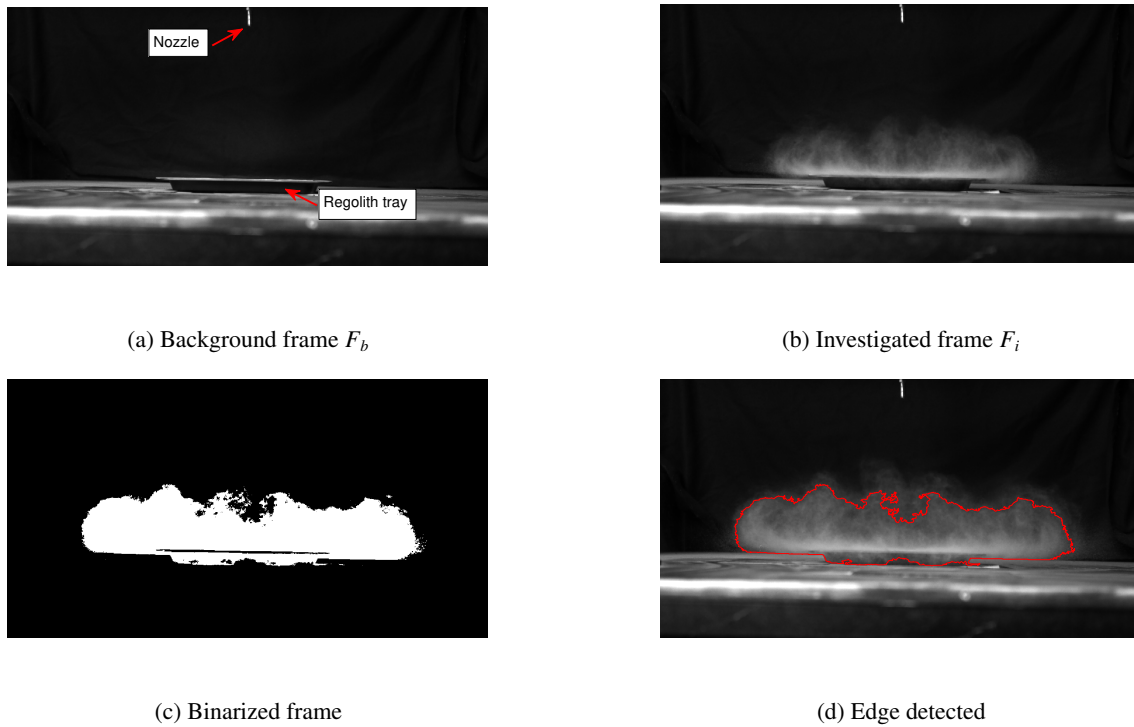 Nozzle
Regolith tray
(a) Background frame F_b
(b) Investigated frame F_i
(c) Binarized frame
(d) Edge detected